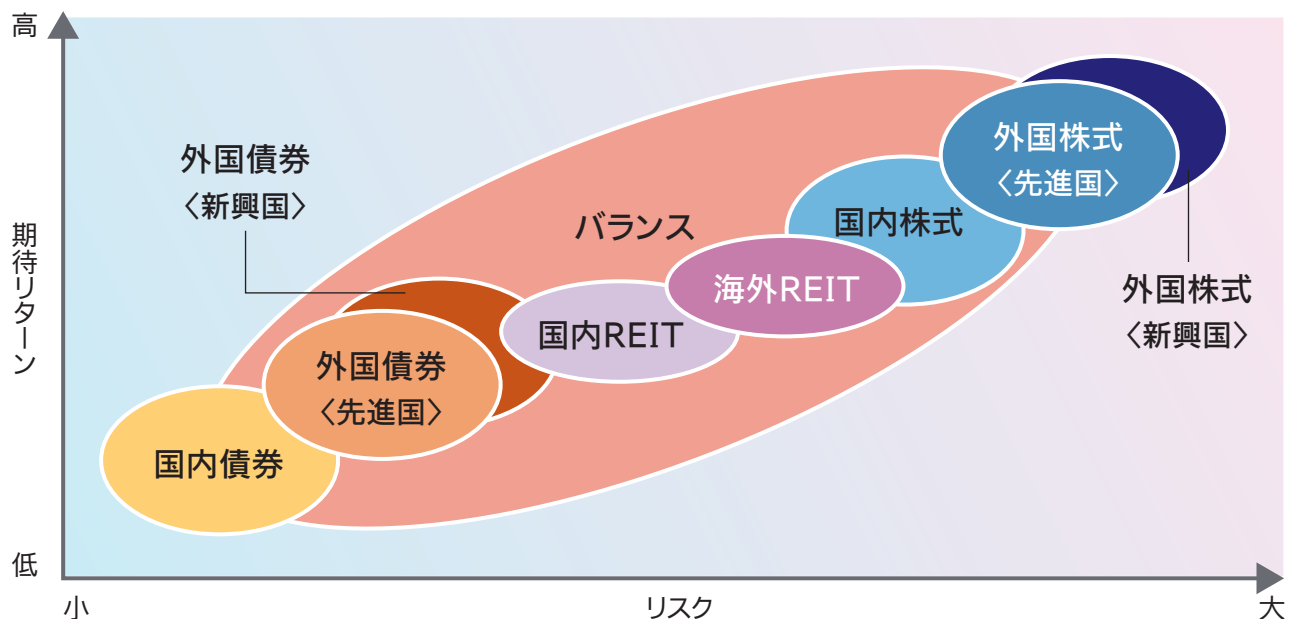 高
外国債券
〈新興国〉
外国株式
〈先進国〉
バランス
国内株式
期待リターン
海外REIT
外国株式
〈新興国〉
国内REIT
外国債券
〈先進国〉
国内債券
低
小
リスク
大